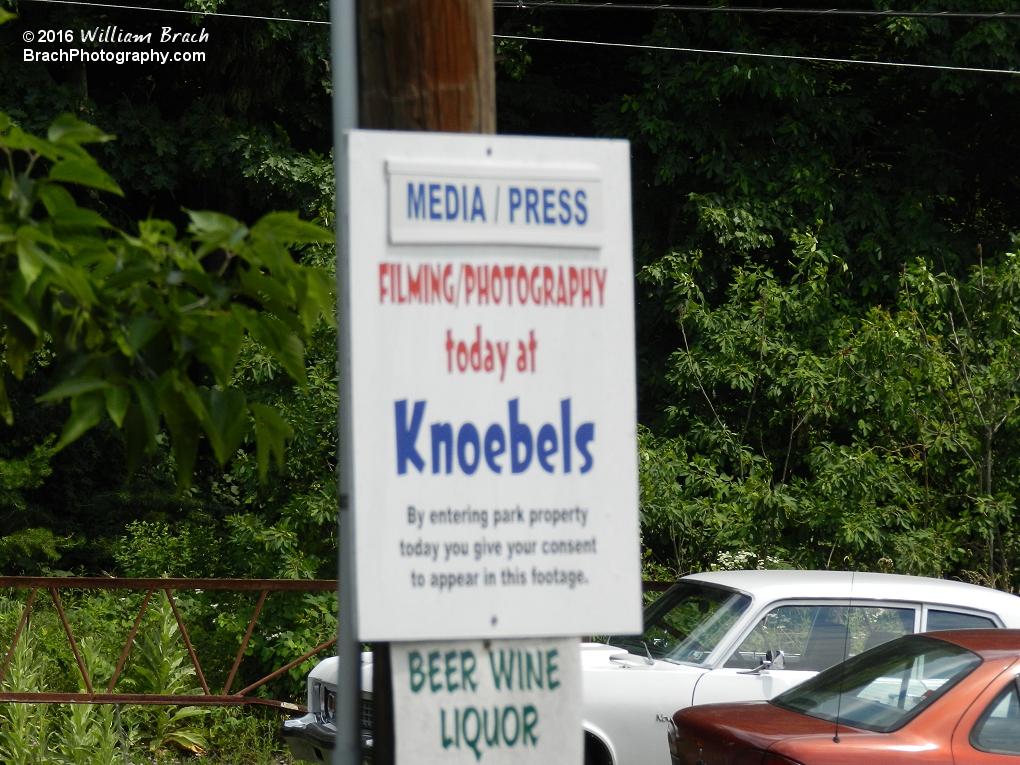 © 2016 William Brach
BrachPhotography.com
MEDIA / PRESS
FILMING/PHOTOGRAPHY
today at
Knoebels
By entering park property
today you give your consent
to appear in this footage.
BEER WINE
LIQUOR